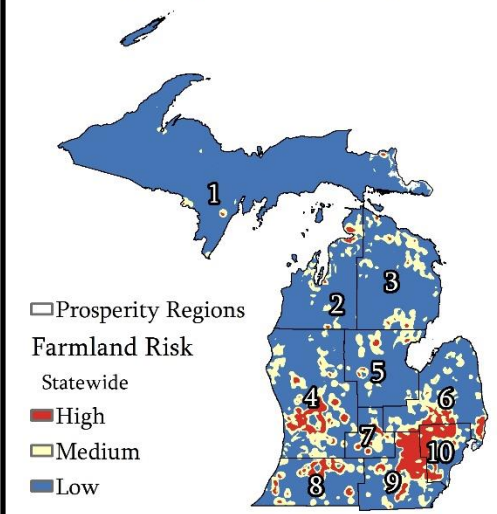 1
2
3
Prosperity Regions
Farmland Risk
5
Statewide
4
6
High
7
Medium
10
8
9
Low